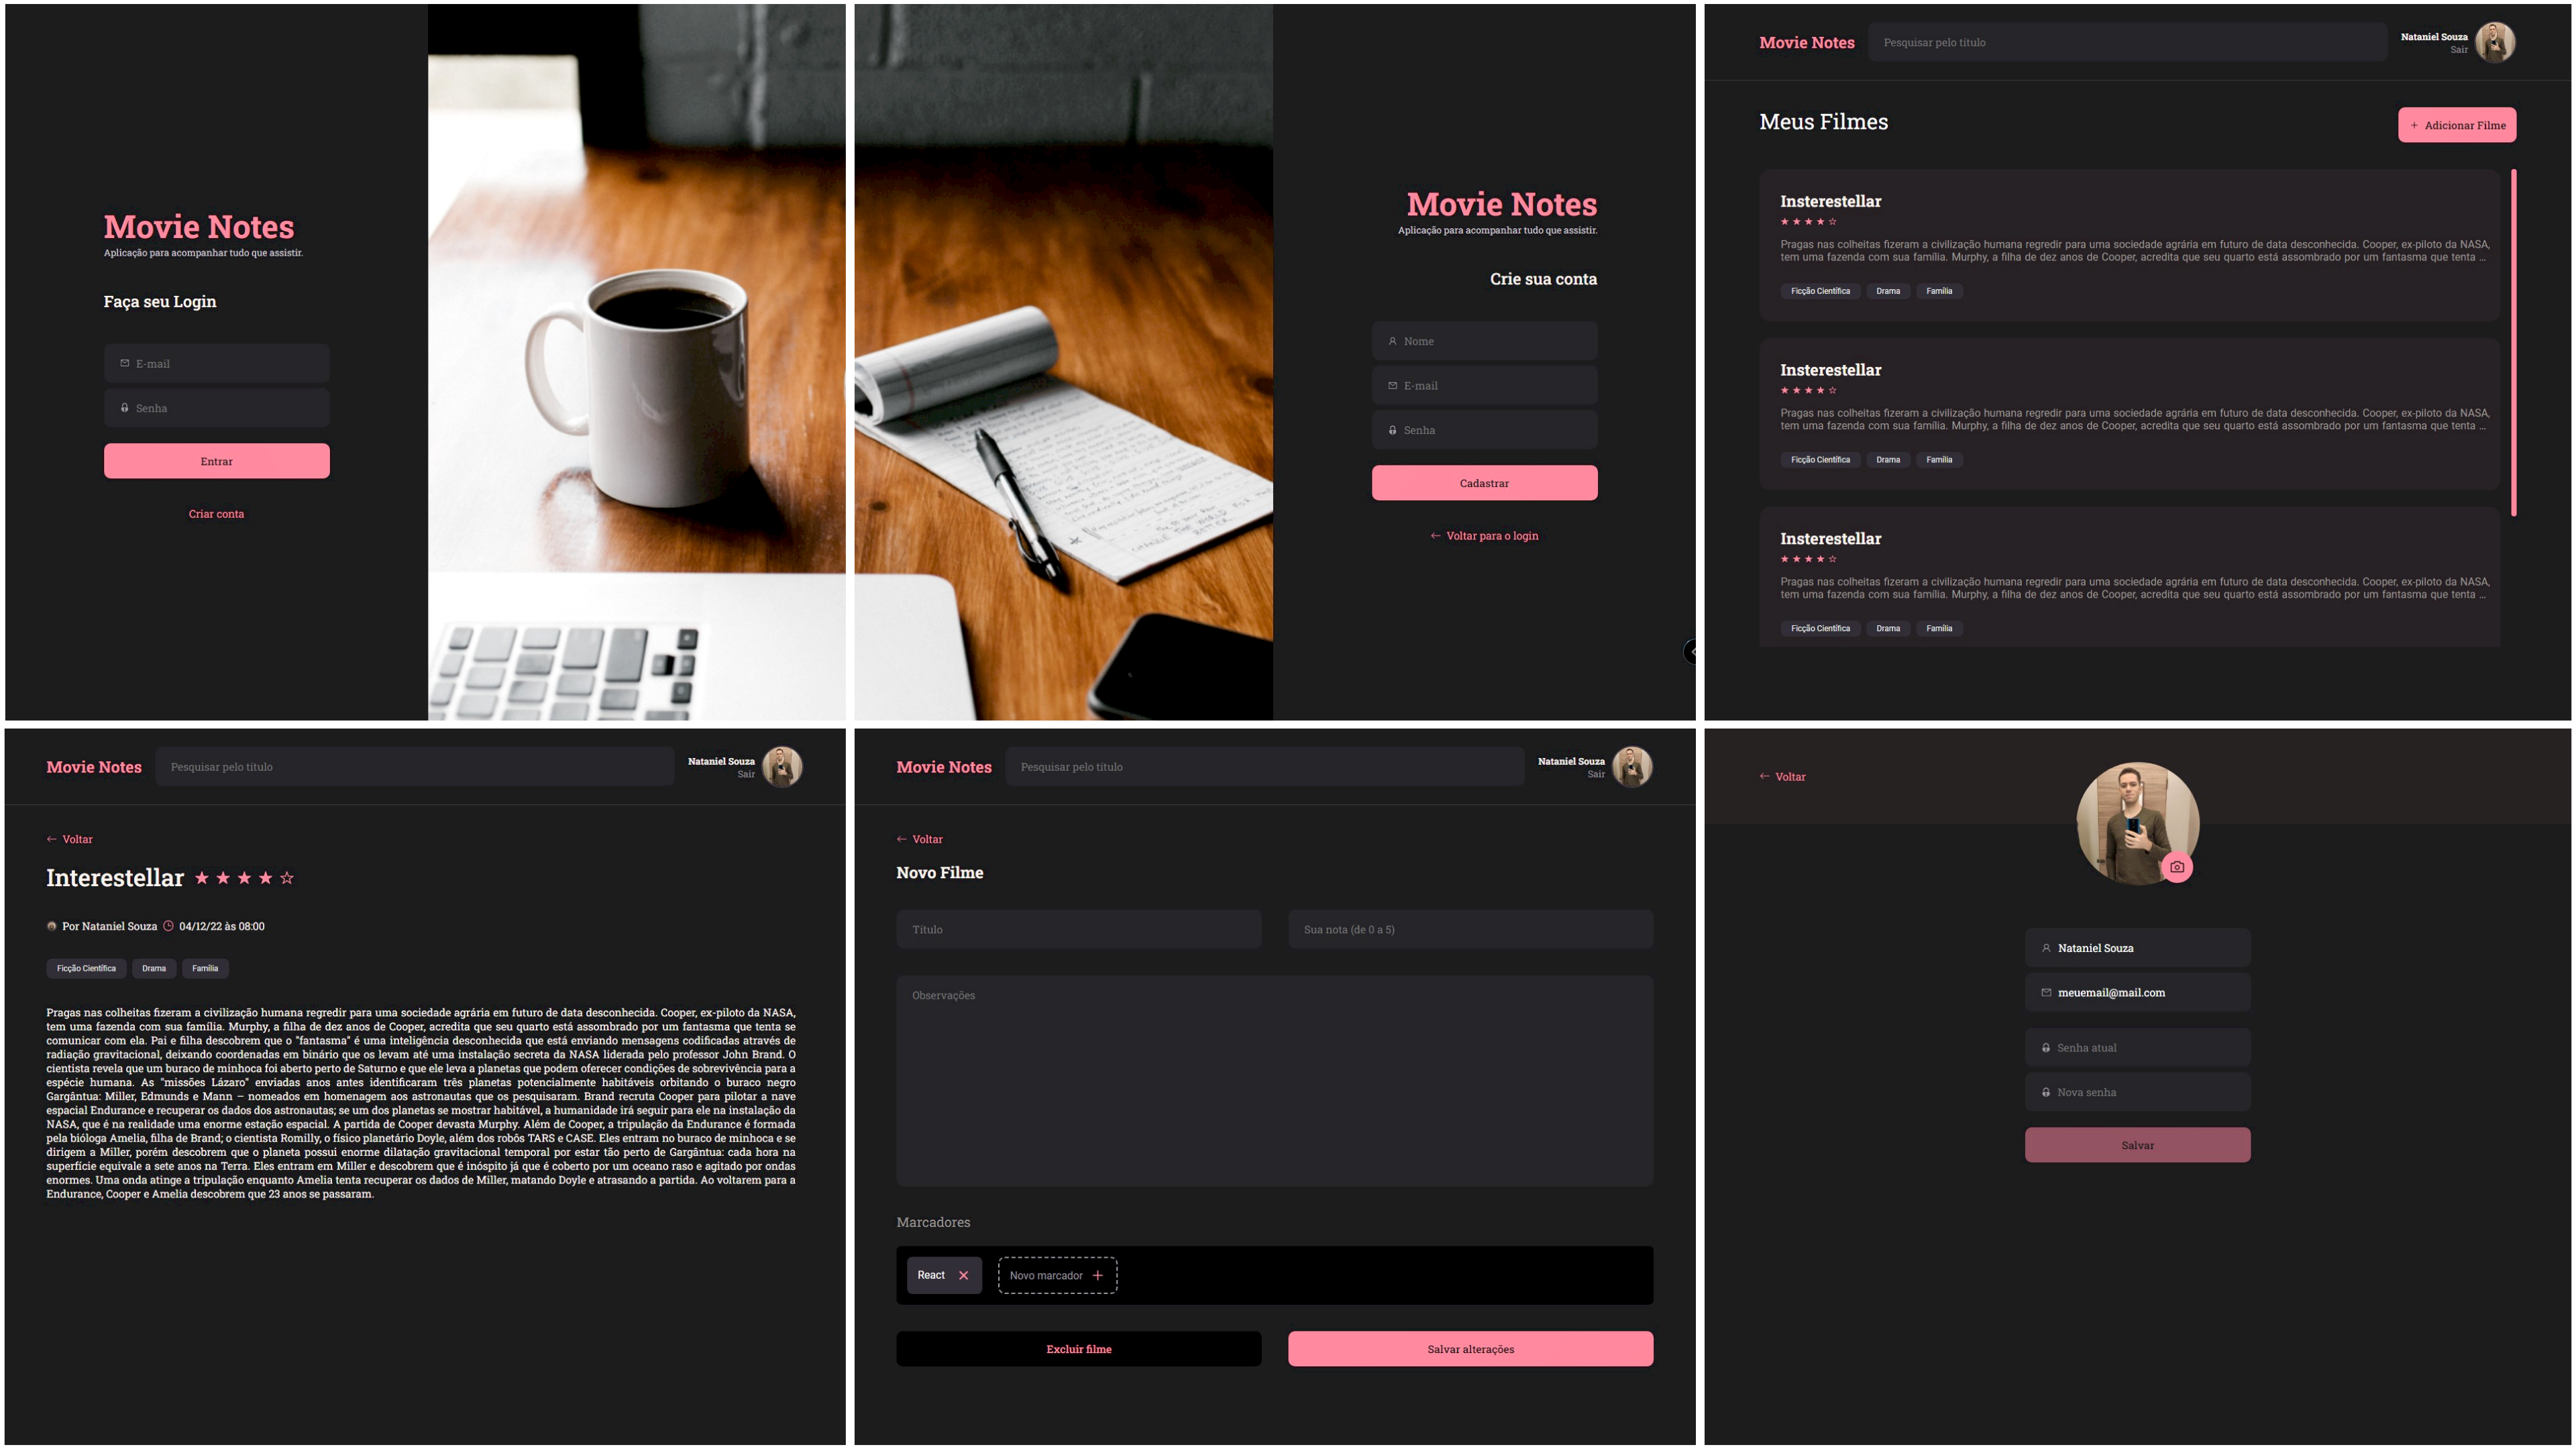 Movie Notes
Aplicação para acompanhar tudo que assistir.
Faça seu Login
E-mail
Senha
Entrar
Criar conta
Movie Notes
Aplicação para acompanhar tudo que assistir.
Crie sua conta
Nome
E-mail
Senha
Cadastrar
Voltar para o login
Movie Notes
Pesquisar pelo título
Nataniel Souza
Sair
Meus Filmes
+ Adicionar Filme
Insterestellar
Pragas nas colheitas fizeram a civilização humana regredir para uma sociedade agrária em futuro de data desconhecida. Cooper, ex-piloto da NASA,
tem uma fazenda com sua família. Murphy, a filha de dez anos de Cooper, acredita que seu quarto está assombrado por um fantasma que tenta ...
Ficção Científica Drama Família
Insterestellar
Pragas nas colheitas fizeram a civilização humana regredir para uma sociedade agrária em futuro de data desconhecida. Cooper, ex-piloto da NASA,
tem uma fazenda com sua família. Murphy, a filha de dez anos de Cooper, acredita que seu quarto está assombrado por um fantasma que tenta ...
Ficção Científica Drama Família
Insterestellar
Pragas nas colheitas fizeram a civilização humana regredir para uma sociedade agrária em futuro de data desconhecida. Cooper, ex-piloto da NASA,
tem uma fazenda com sua família. Murphy, a filha de dez anos de Cooper, acredita que seu quarto está assombrado por um fantasma que tenta ...
Ficção Científica Drama Família
Movie Notes
Pesquisar pelo título
Nataniel Souza
Sair
Voltar
Interestellar
Por Nataniel Souza 04/12/22 às 08:00
Ficção Científica Drama Família
Pragas nas colheitas fizeram a civilização humana regredir para uma sociedade agrária em futuro de data desconhecida. Cooper, ex-piloto da NASA,
tem uma fazenda com sua família. Murphy, a filha de dez anos de Cooper, acredita que seu quarto está assombrado por um fantasma que tenta se
comunicar com ela. Pai e filha descobrem que o "fantasma" é uma inteligência desconhecida que está enviando mensagens codificadas através de
radiação gravitacional, deixando coordenadas em binário que os levam até uma instalação secreta da NASA liderada pelo professor John Brand. O
cientista revela que um buraco de minhoca foi aberto perto de Saturno e que ele leva a planetas que podem oferecer condições de sobrevivência para a
espécie humana. As "missões Lázaro" enviadas anos antes identificaram três planetas potencialmente habitáveis orbitando o buraco negro
Gargântua: Miller, Edmunds e Mann – nomeados em homenagem aos astronautas que os pesquisaram. Brand recruta Cooper para pilotar a nave
espacial Endurance e recuperar os dados dos astronautas; se um dos planetas se mostrar habitável, a humanidade irá seguir para ele na instalação da
NASA, que é na realidade uma enorme estação espacial. A partida de Cooper devasta Murphy. Além de Cooper, a tripulação da Endurance é formada
pela bióloga Amelia, filha de Brand; o cientista Romilly, o físico planetário Doyle, além dos robôs TARS e CASE. Eles entram no buraco de minhoca e se
dirigem a Miller, porém descobrem que o planeta possui enorme dilatação gravitacional temporal por estar tão perto de Gargântua: cada hora na
superfície equivale a sete anos na Terra. Eles entram em Miller e descobrem que é inóspito já que é coberto por um oceano raso e agitado por ondas
enormes. Uma onda atinge a tripulação enquanto Amelia tenta recuperar os dados de Miller, matando Doyle e atrasando a partida. Ao voltarem para a
Endurance, Cooper e Amelia descobrem que 23 anos se passaram.
Movie Notes
Pesquisar pelo título
Nataniel Souza
Sair
Voltar
Novo Filme
Título
Sua nota (de 0 a 5)
Observações
Marcadores
React
Novo marcador
Excluir filme
Salvar alterações
Voltar
Nataniel Souza
meuemail@mail.com
Senha atual
Nova senha
Salvar